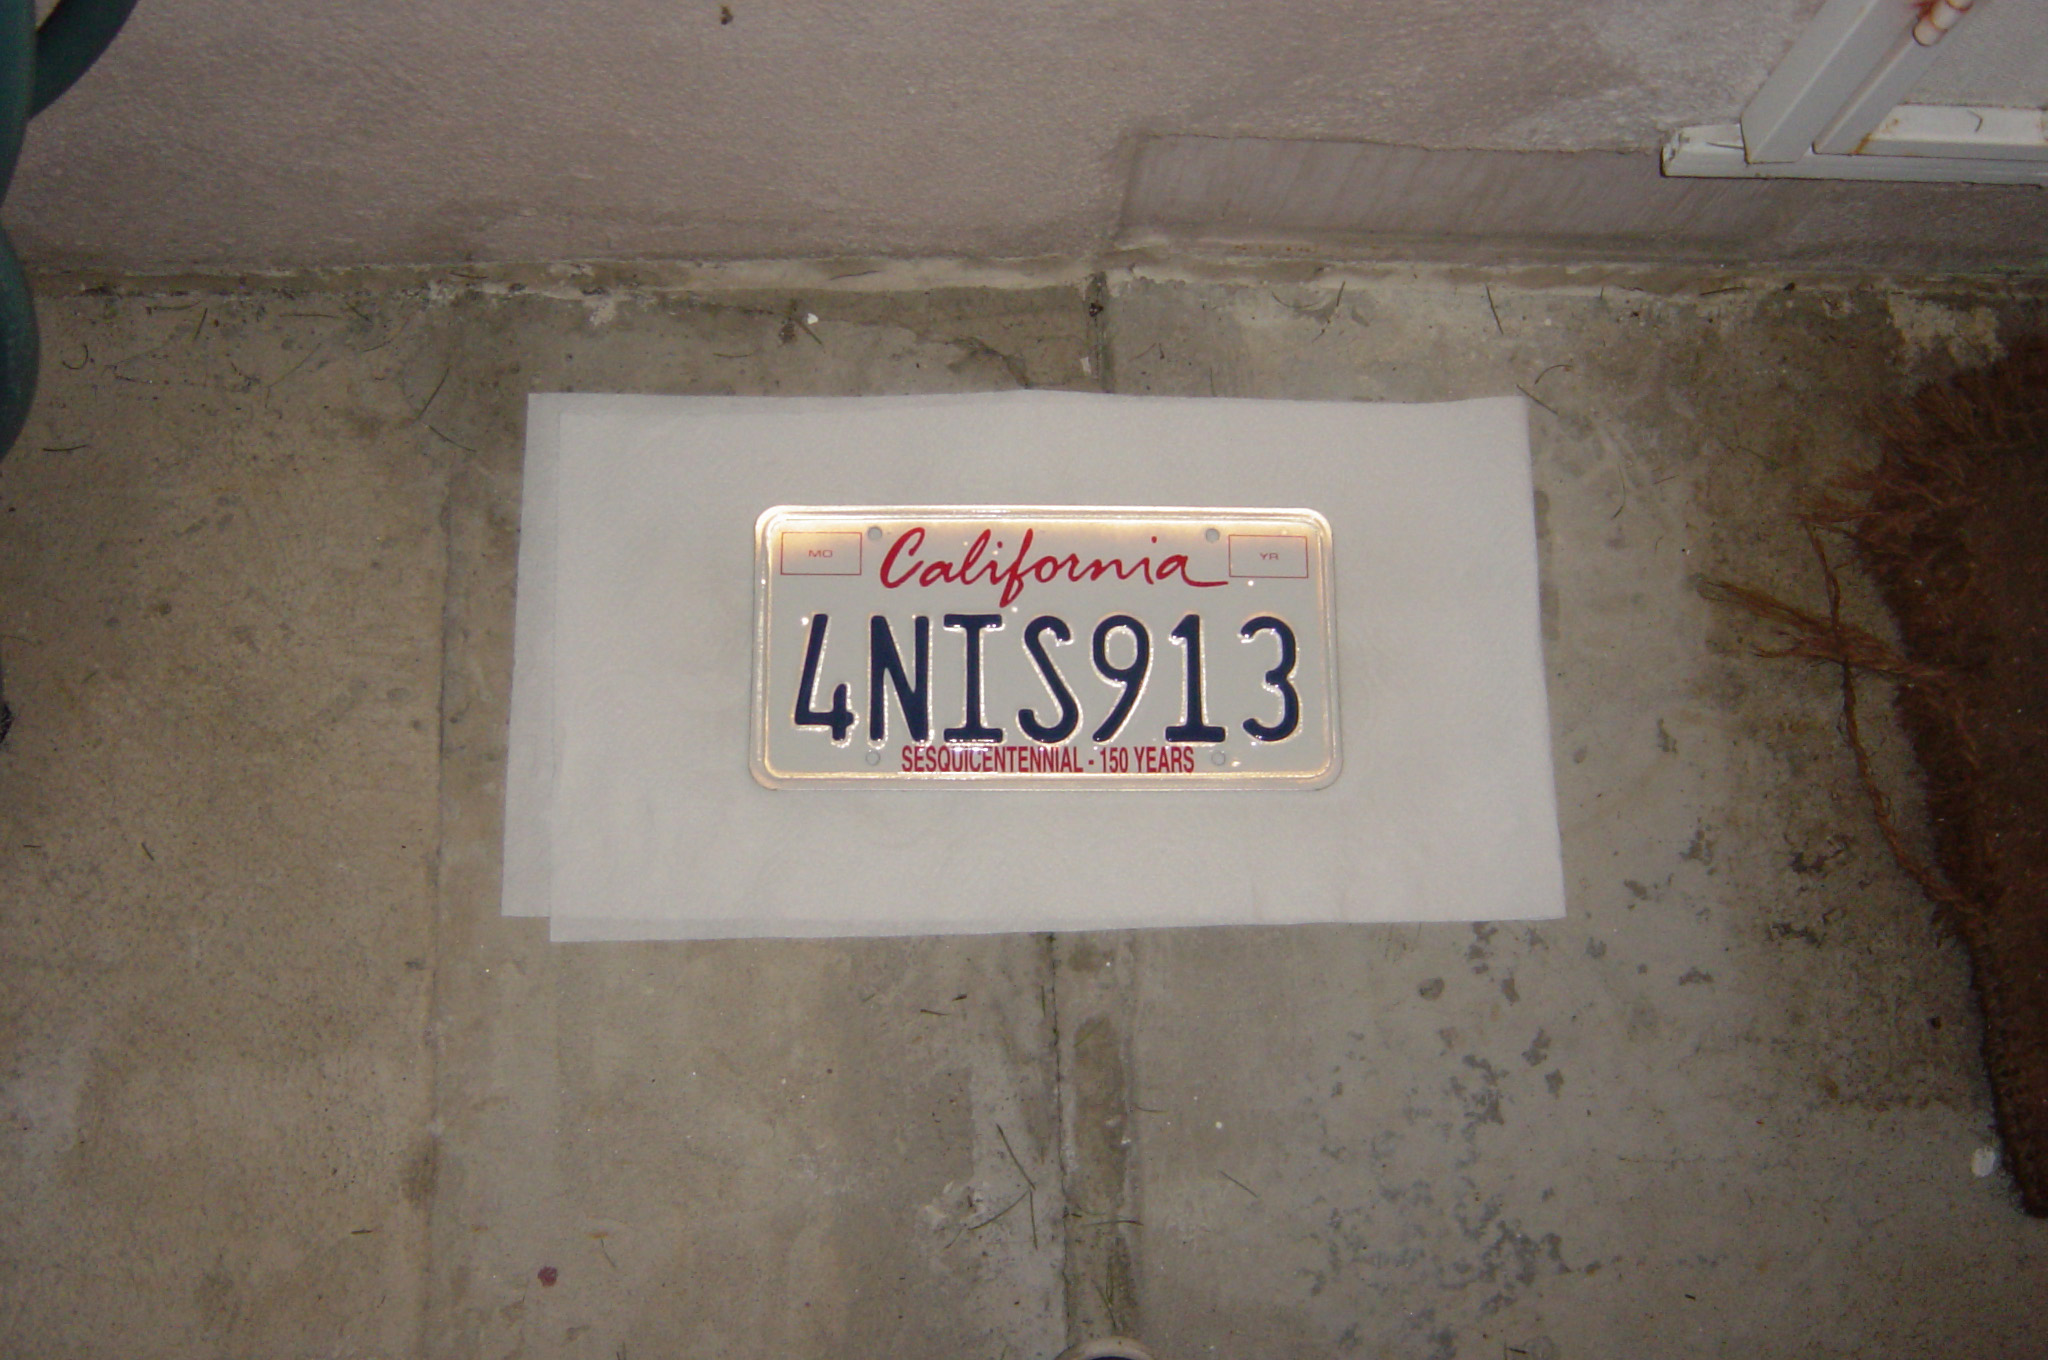 MO California YR
4NIS913
SESQUICENTENNIAL - 150 YEARS